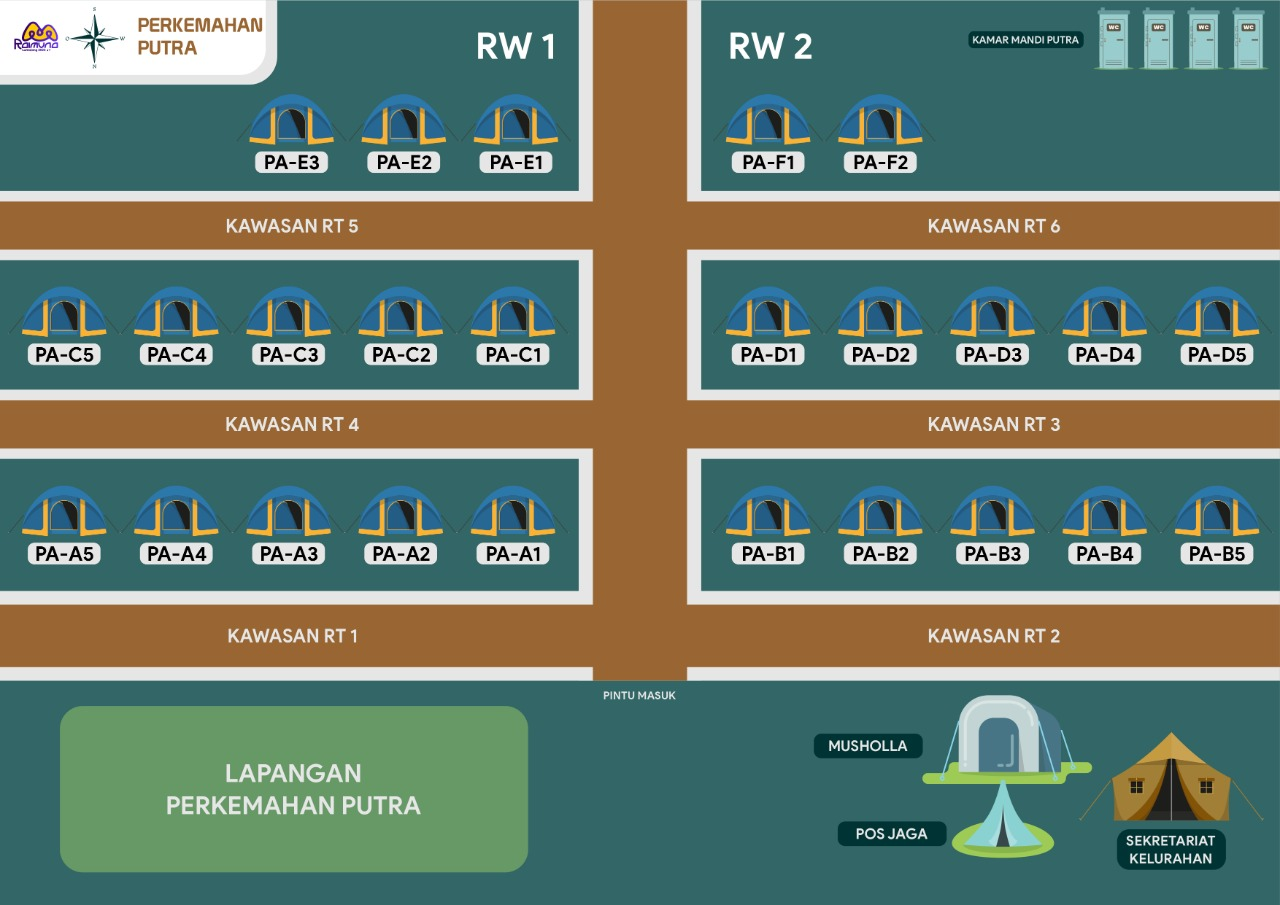 Raimuna
S
O
W
N
PERKEMAHAN
PUTRA
RW 1
RW 2
KAMAR MANDI PUTRA
WC
WC
WC
WC
PA-E3
PA-E2
PA-E1
PA-F1
PA-F2
KAWASAN RT 5
KAWASAN RT 6
PA-C5
PA-C4
PA-C3
PA-C2
PA-C1
PA-D1
PA-D2
PA-D3
PA-D4
PA-D5
KAWASAN RT 4
KAWASAN RT 3
PA-A5
PA-A4
PA-A3
PA-A2
PA-A1
PA-B1
PA-B2
PA-B3
PA-B4
PA-B5
KAWASAN RT 1
KAWASAN RT 2
PINTU MASUK
LAPANGAN
PERKEMAHAN PUTRA
MUSHOLLA
POS JAGA
SEKRETARIAT
KELURAHAN